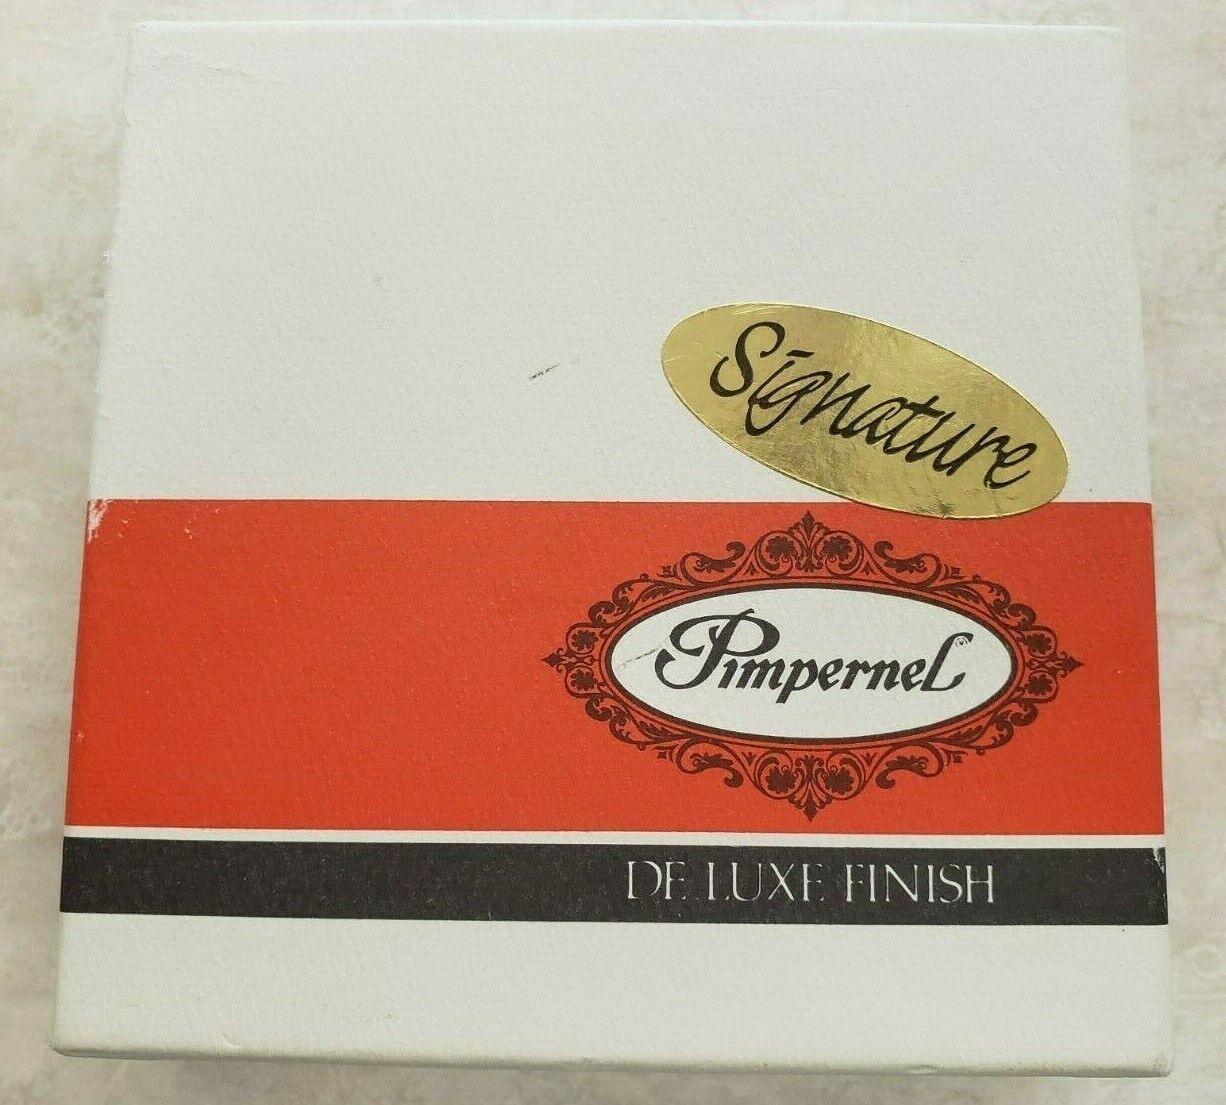 Signature
Pimpernel
DE LUXE FINISH